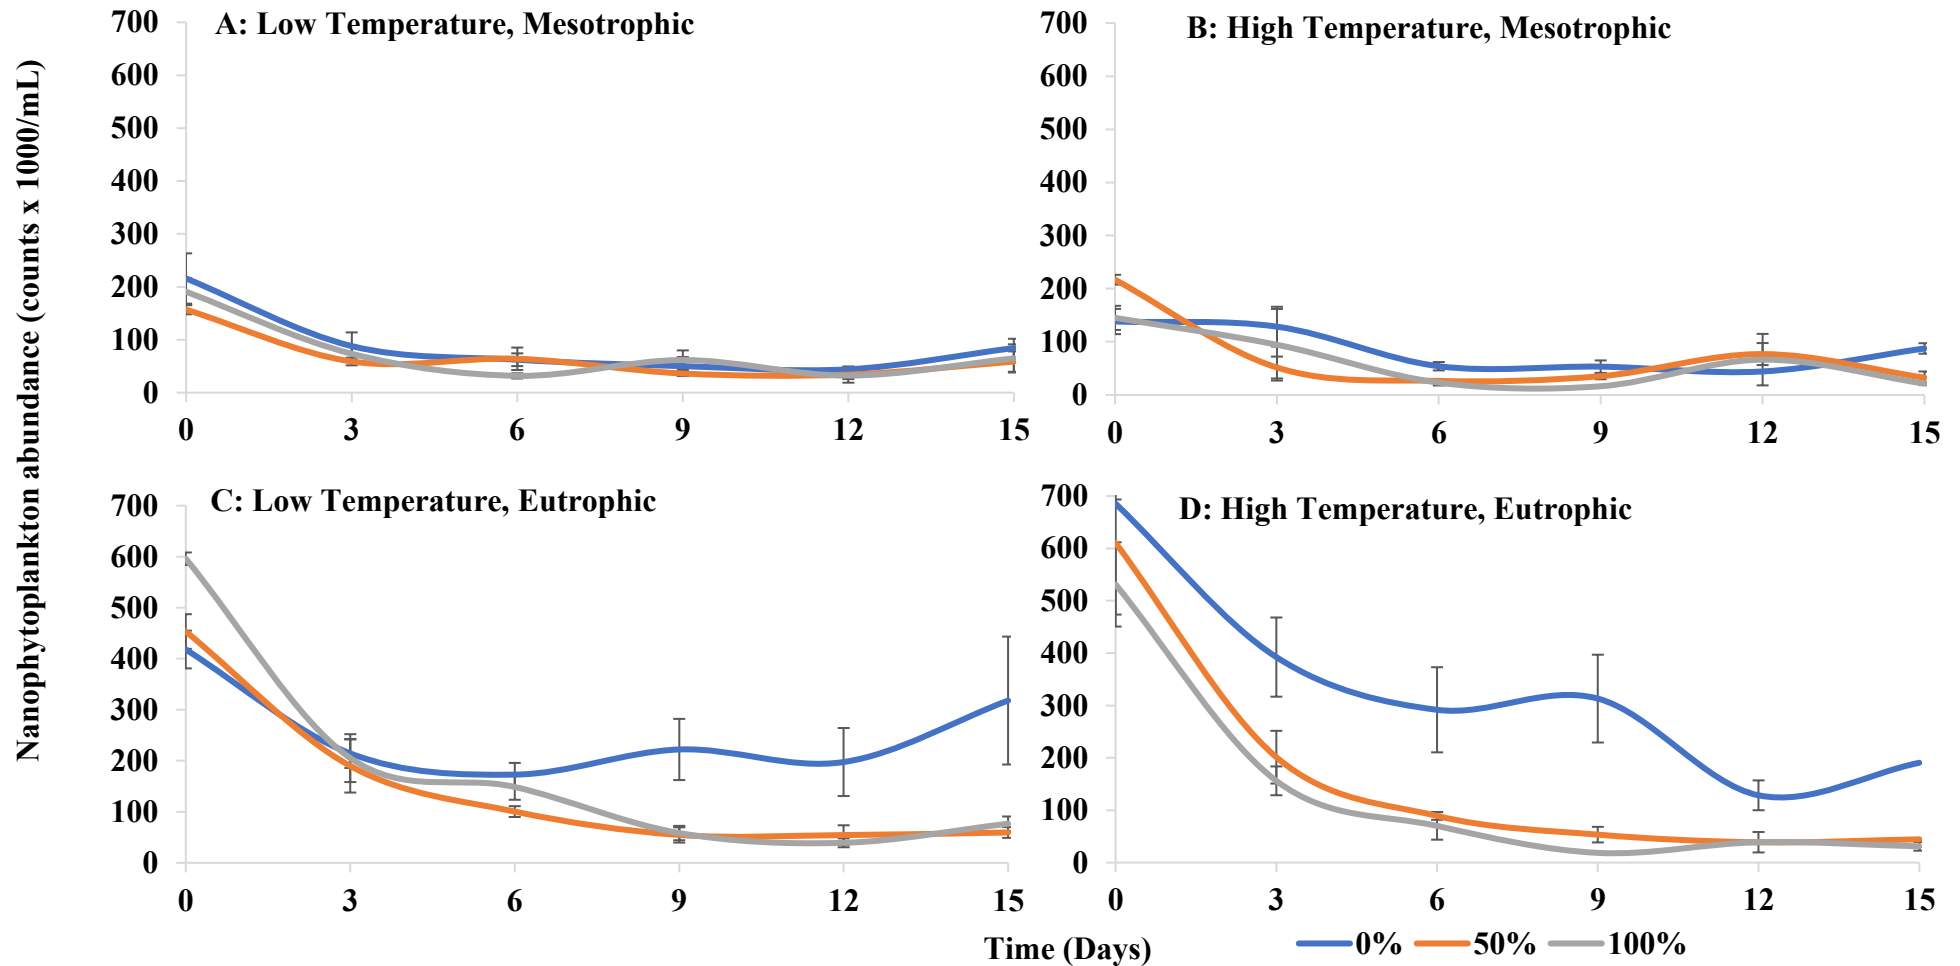 Nanophytoplankton abundance (counts x 1000/mL)
A: Low Temperature, Mesotrophic
700
600
500
400
300
200
100
0
0 3 6 9 12 15
B: High Temperature, Mesotrophic
700
600
500
400
300
200
100
0
0 3 6 9 12 15
C: Low Temperature, Eutrophic
700
600
500
400
300
200
100
0
0 3 6 9 12 15
D: High Temperature, Eutrophic
700
600
500
400
300
200
100
0
0 3 6 9 12 15
Time (Days)
0% 50% 100%